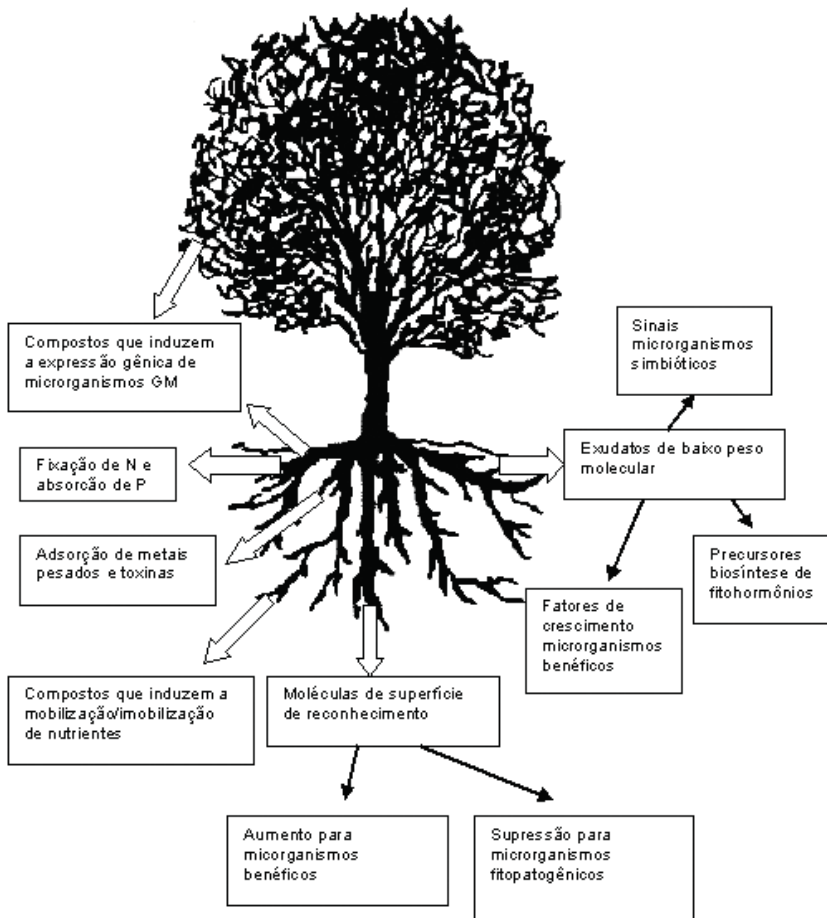 Compostos que induzem
a expressão gênica de
microrganismos GM
Sinais
microrganismos
simbióticos
Fixação de N e
absorcão de P
Exudatos de baixo peso
molecular
Adsorção de metais
pesados e toxinas
Precursores
biosíntese de
fitohormônios
Fatores de
crescimento
microrganismos
benéficos
Compostos que induzem a
mobilização/imobilização
de nutrientes
Moléculas de superfície
de reconhecimento
Aumento para
micorganismos
benéficos
Supressão para
microrganismos
fitopatogênicos